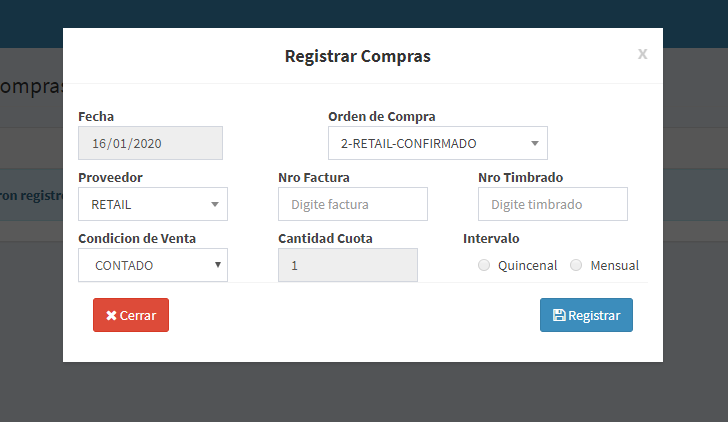 Registrar Compras
x
ompras
Fecha
Orden de Compra
16/01/2020
2-RETAIL-CONFIRMADO
Proveedor
Nro Factura
Nro Timbrado
ron registr
RETAIL
Digite factura
Digite timbrado
Condicion de Venta
Cantidad Cuota
Intervalo
CONTADO
1
Quincenal
Mensual
Cerrar
Registrar